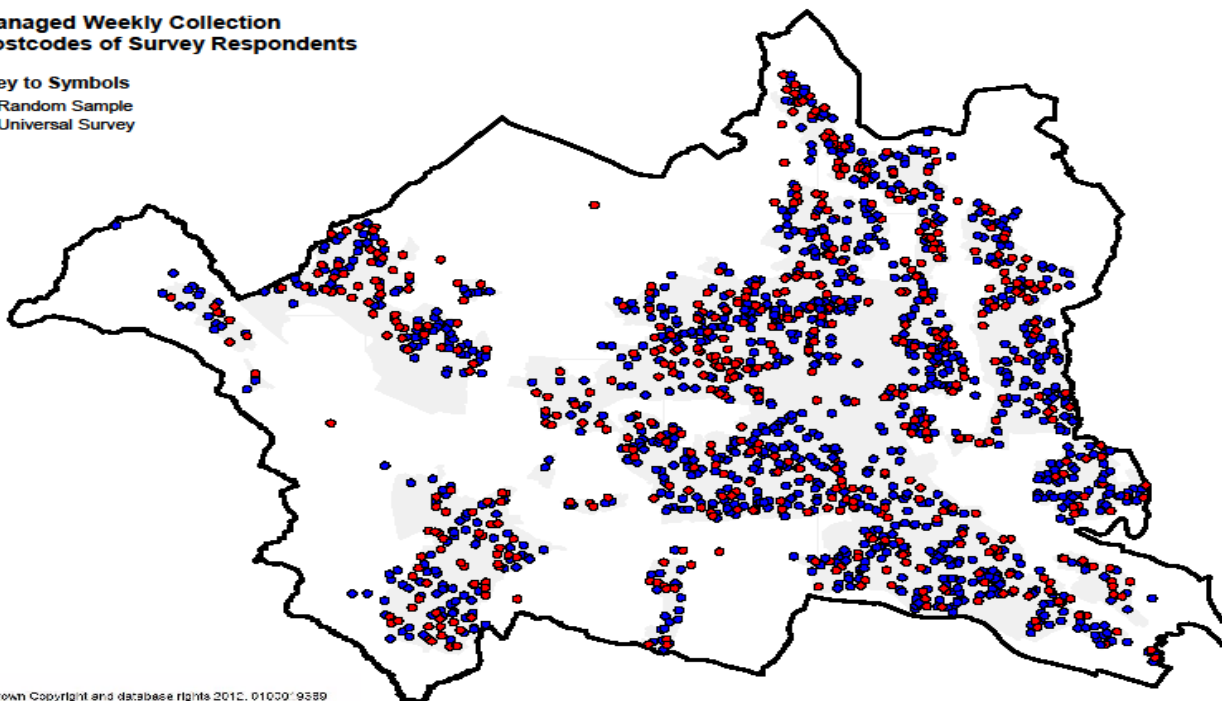 anaged Weekly Collection
ostcodes of Survey Respondents
ey to Symbols
Random Sample
Universal Survey
own Copyright and database rights 2012. 0100019589